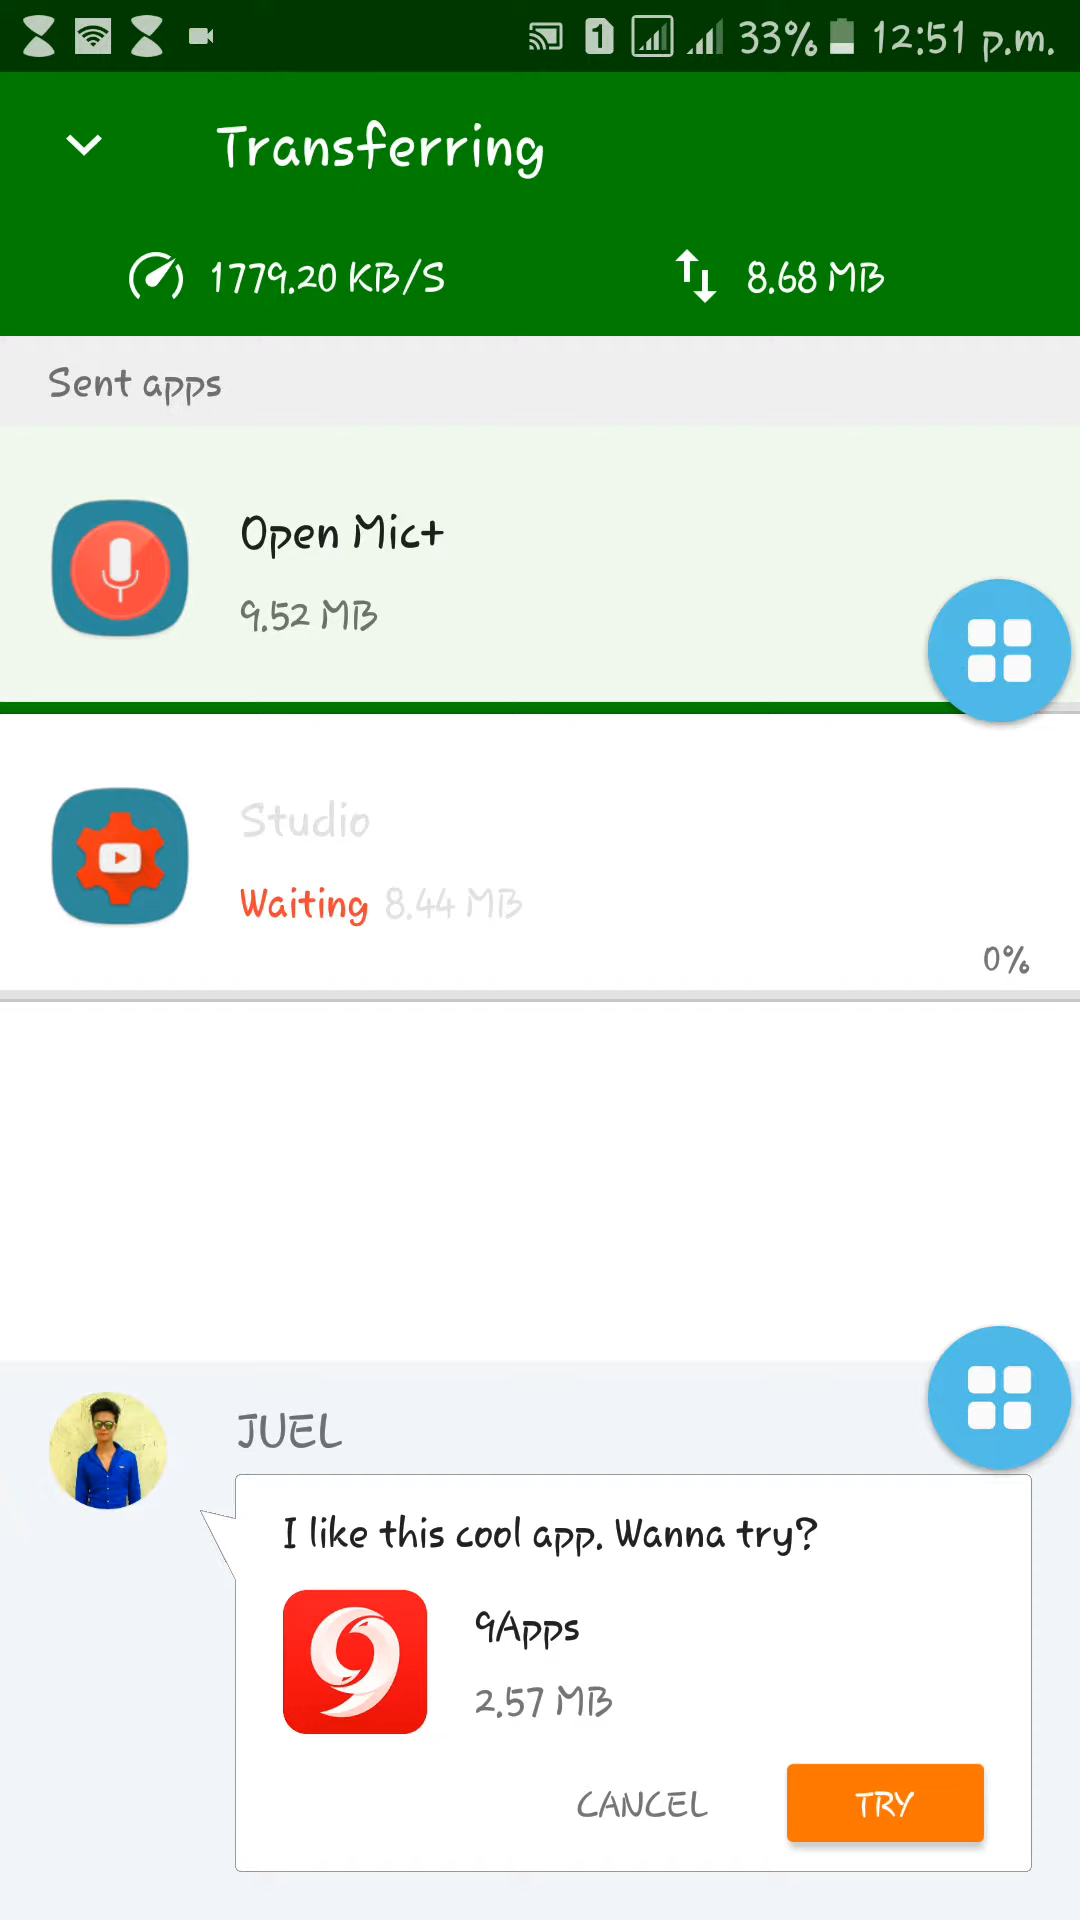 1 33% 12:51 p.m.
Transferring
1779.20 KB/S 8.68 MB
Sent apps
Open Mic+
9.52 MB
Studio
Waiting 8.44 MB
0%
JUEL
I like this cool app. Wanna try?
9Apps
2.57 MB
CANCEL TRY